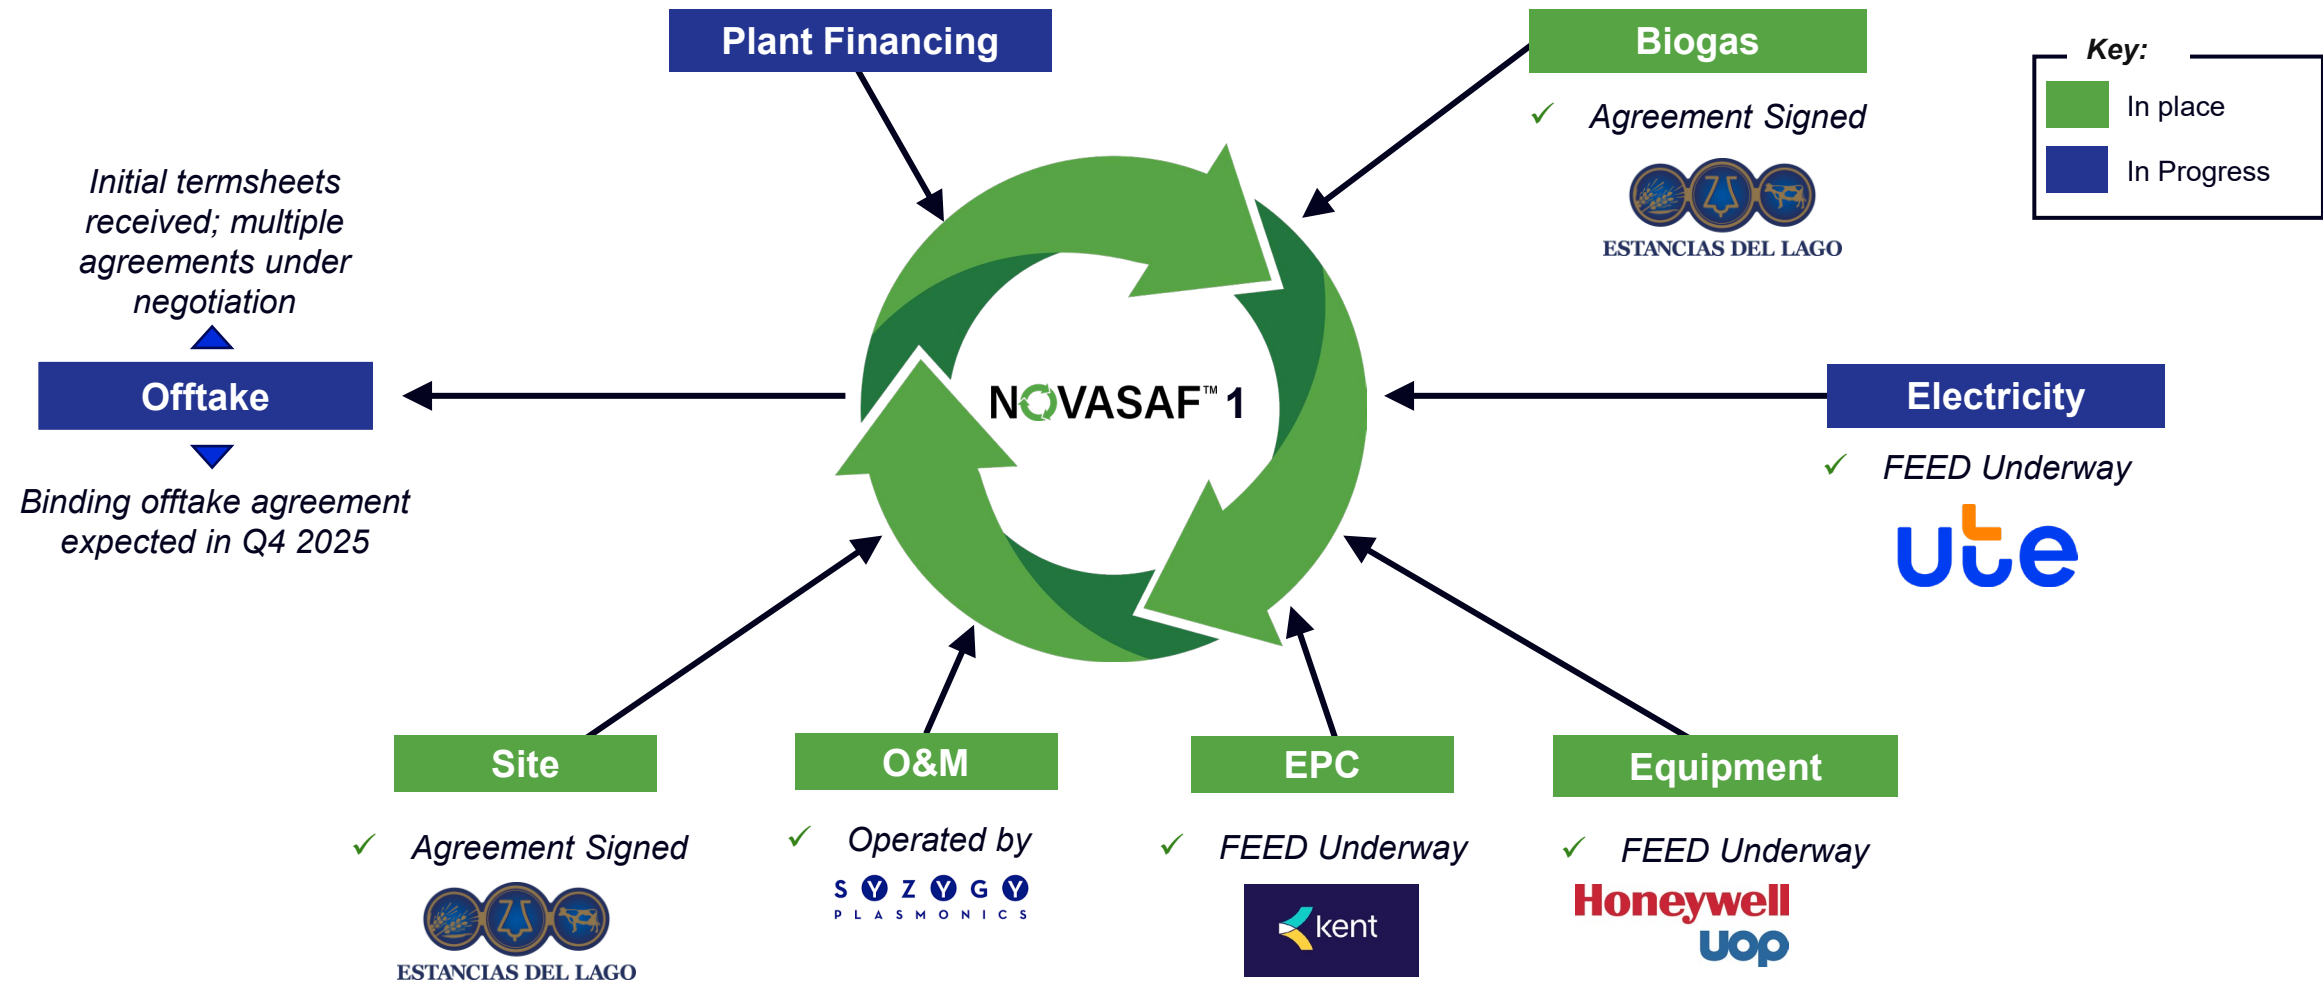 Plant Financing
Biogas
✓ Agreement Signed
ESTANCIAS DEL LAGO
Key:
In place
In Progress
Initial termsheets
received; multiple
agreements under
negotiation
Offtake
Binding offtake agreement
expected in Q4 2025
NOVASAF™ 1
Electricity
✓ FEED Underway
ute
Site
✓ Agreement Signed
ESTANCIAS DEL LAGO
O&M
✓ Operated by
SYZYGY
PLASMONICS
EPC
✓ FEED Underway
kent
Equipment
✓ FEED Underway
Honeywell
uop